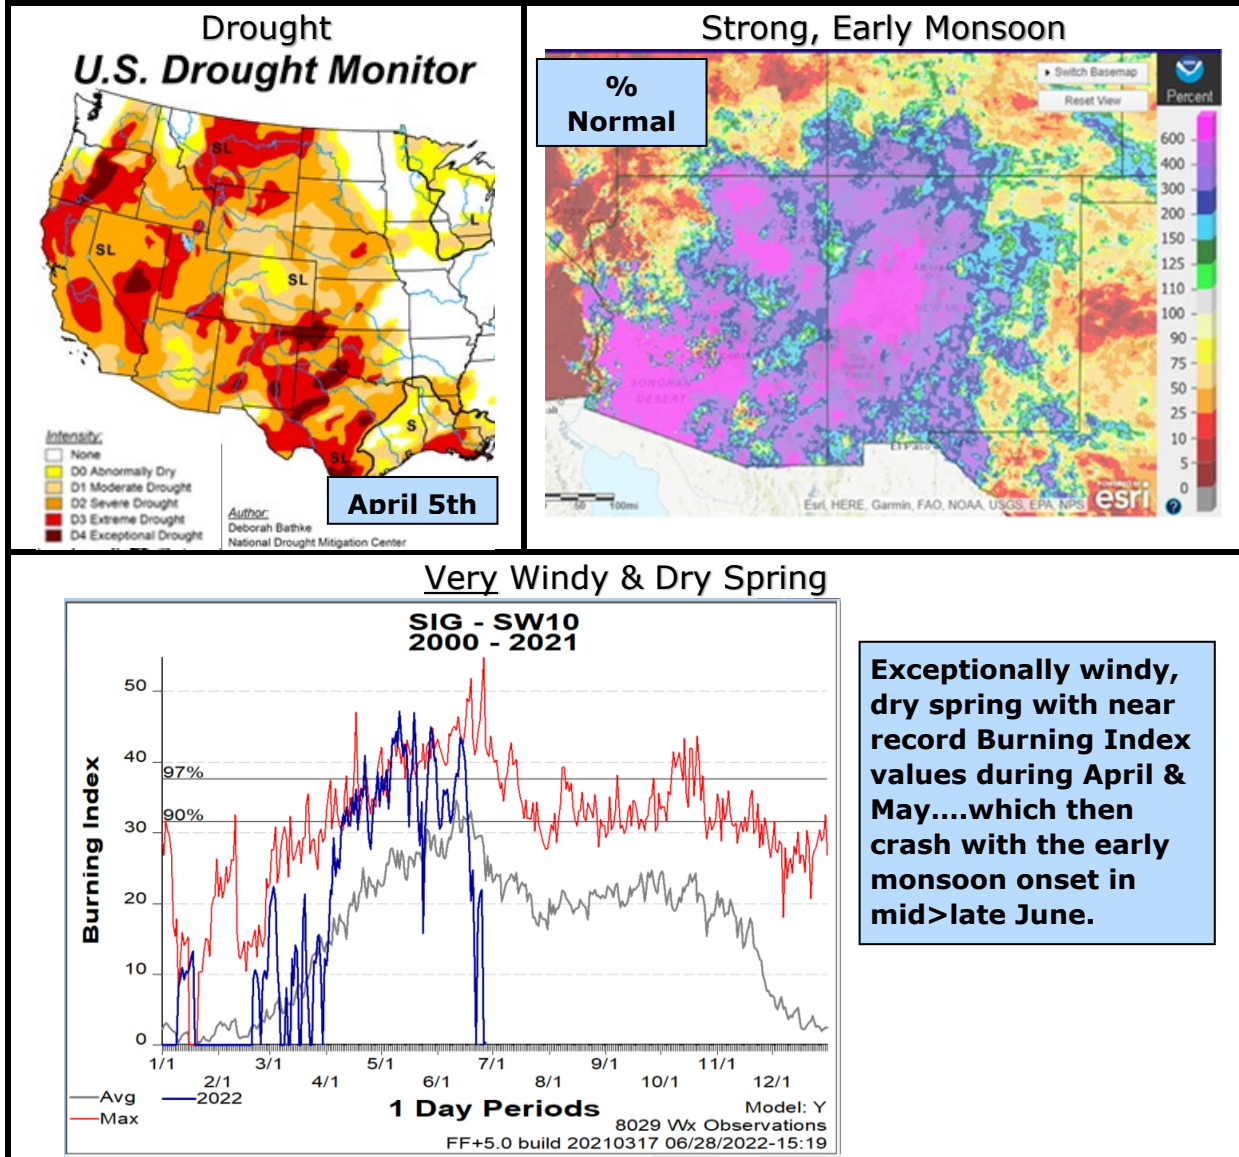 Drought
U.S. Drought Monitor
SL
SL
L
SL
S
SL
Intensity:
None
D0 Abnormally Dry
D1 Moderate Drought
D2 Severe Drought
D3 Extreme Drought
D4 Exceptional Drought
Author:
Deborah Bathke
National Drought Mitigation Center
April 5th
Strong, Early Monsoon
%
Normal
Switch Basemap
Reset View
Percent
600
400
300
200
150
125
110
100
90
75
50
25
10
5
0
SONORAN
DESERT
El Paso
50 100mi
Esri, HERE, Garmin, FAO, NOAA, USGS, EPA, NPS
POWERED BY
esri
?
Very Windy & Dry Spring
SIG - SW10
2000 - 2021
Burning Index
50
40
30
20
10
0
97%
90%
1/1 3/1 5/1 7/1 9/1 11/1
2/1 4/1 6/1 8/1 10/1 12/1
Avg 2022
Max
1 Day Periods
Model: Y
8029 Wx Observations
FF+5.0 build 20210317 06/28/2022-15:19
Exceptionally windy,
dry spring with near
record Burning Index
values during April &
May....which then
crash with the early
monsoon onset in
mid>late June.